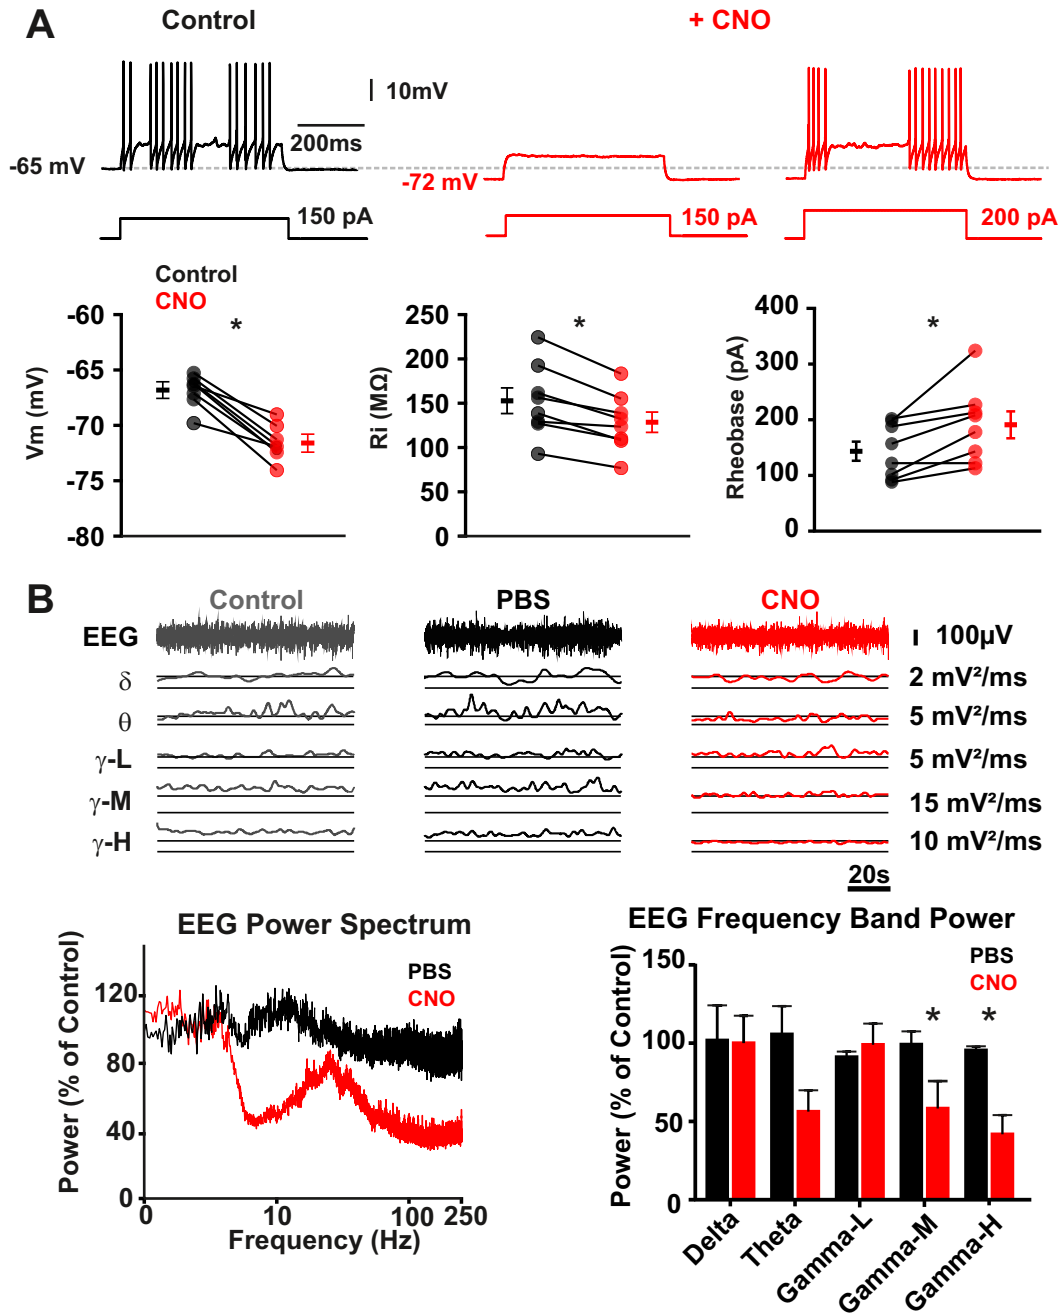 A
Control
+ CNO
10mV
200ms
-65 mV
-72 mV
150 pA
150 pA
200 pA
Control
CNO
Vm (mV)
-60
-65
-70
-75
-80
*
Ri (MΩ)
250
200
150
100
50
0
*
Rheobase (pA)
400
300
200
100
0
*
B
Control
PBS
CNO
EEG
100µV
δ
2 mV²/ms
θ
5 mV²/ms
γ-L
5 mV²/ms
γ-M
15 mV²/ms
γ-H
10 mV²/ms
20s
EEG Power Spectrum
Power (% of Control)
120
80
40
0
PBS
CNO
0
10
100
250
Frequency (Hz)
EEG Frequency Band Power
Power (% of Control)
150
100
50
0
PBS
CNO
*
*
Delta
Theta
Gamma-L
Gamma-M
Gamma-H